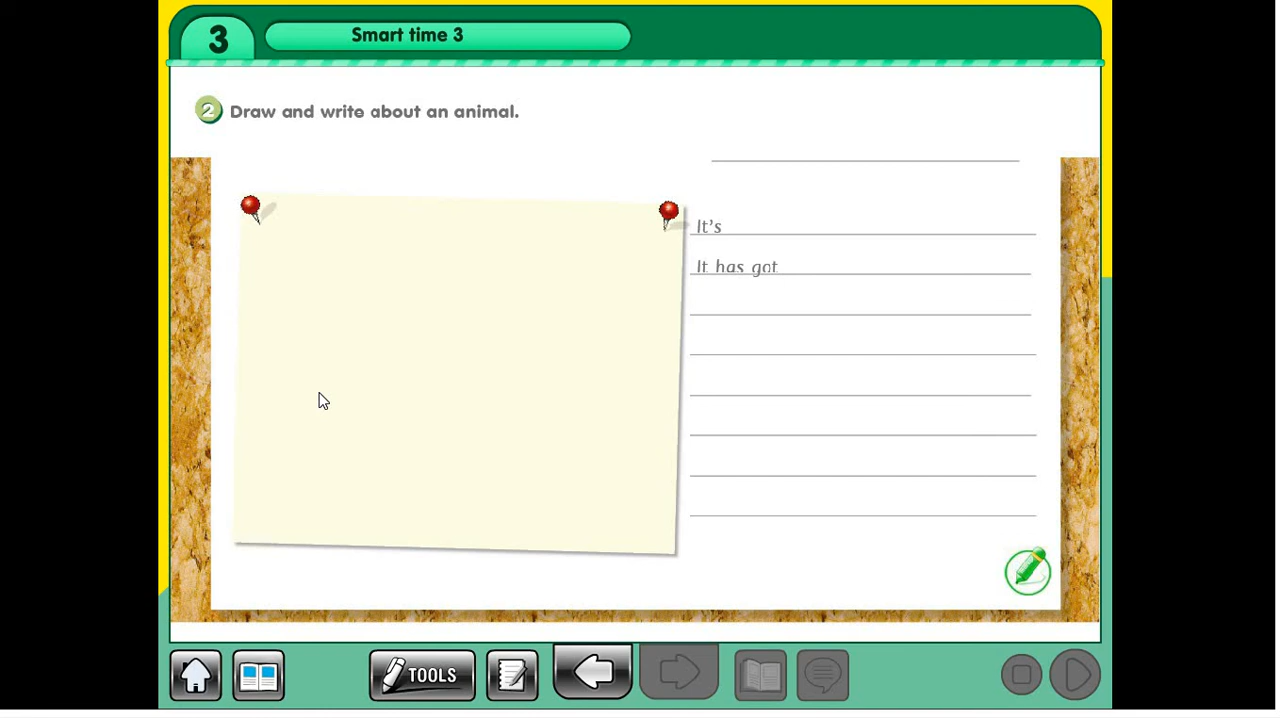 3
Smart time 3
2 Draw and write about an animal.
It's
It has got
TOOLS